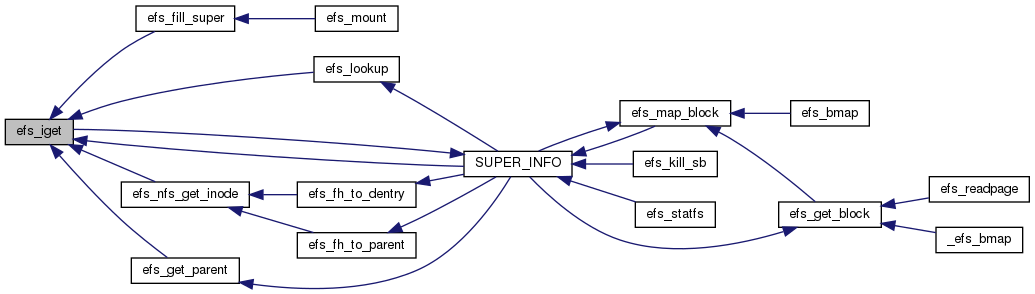 efs_fill_super
efs_mount
efs_lookup
efs_map_block
efs_bmap
efs_iget
SUPER_INFO
efs_kill_sb
efs_nfs_get_inode
efs_fh_to_dentry
efs_readpage
efs_statfs
efs_get_block
efs_fh_to_parent
_efs_bmap
efs_get_parent